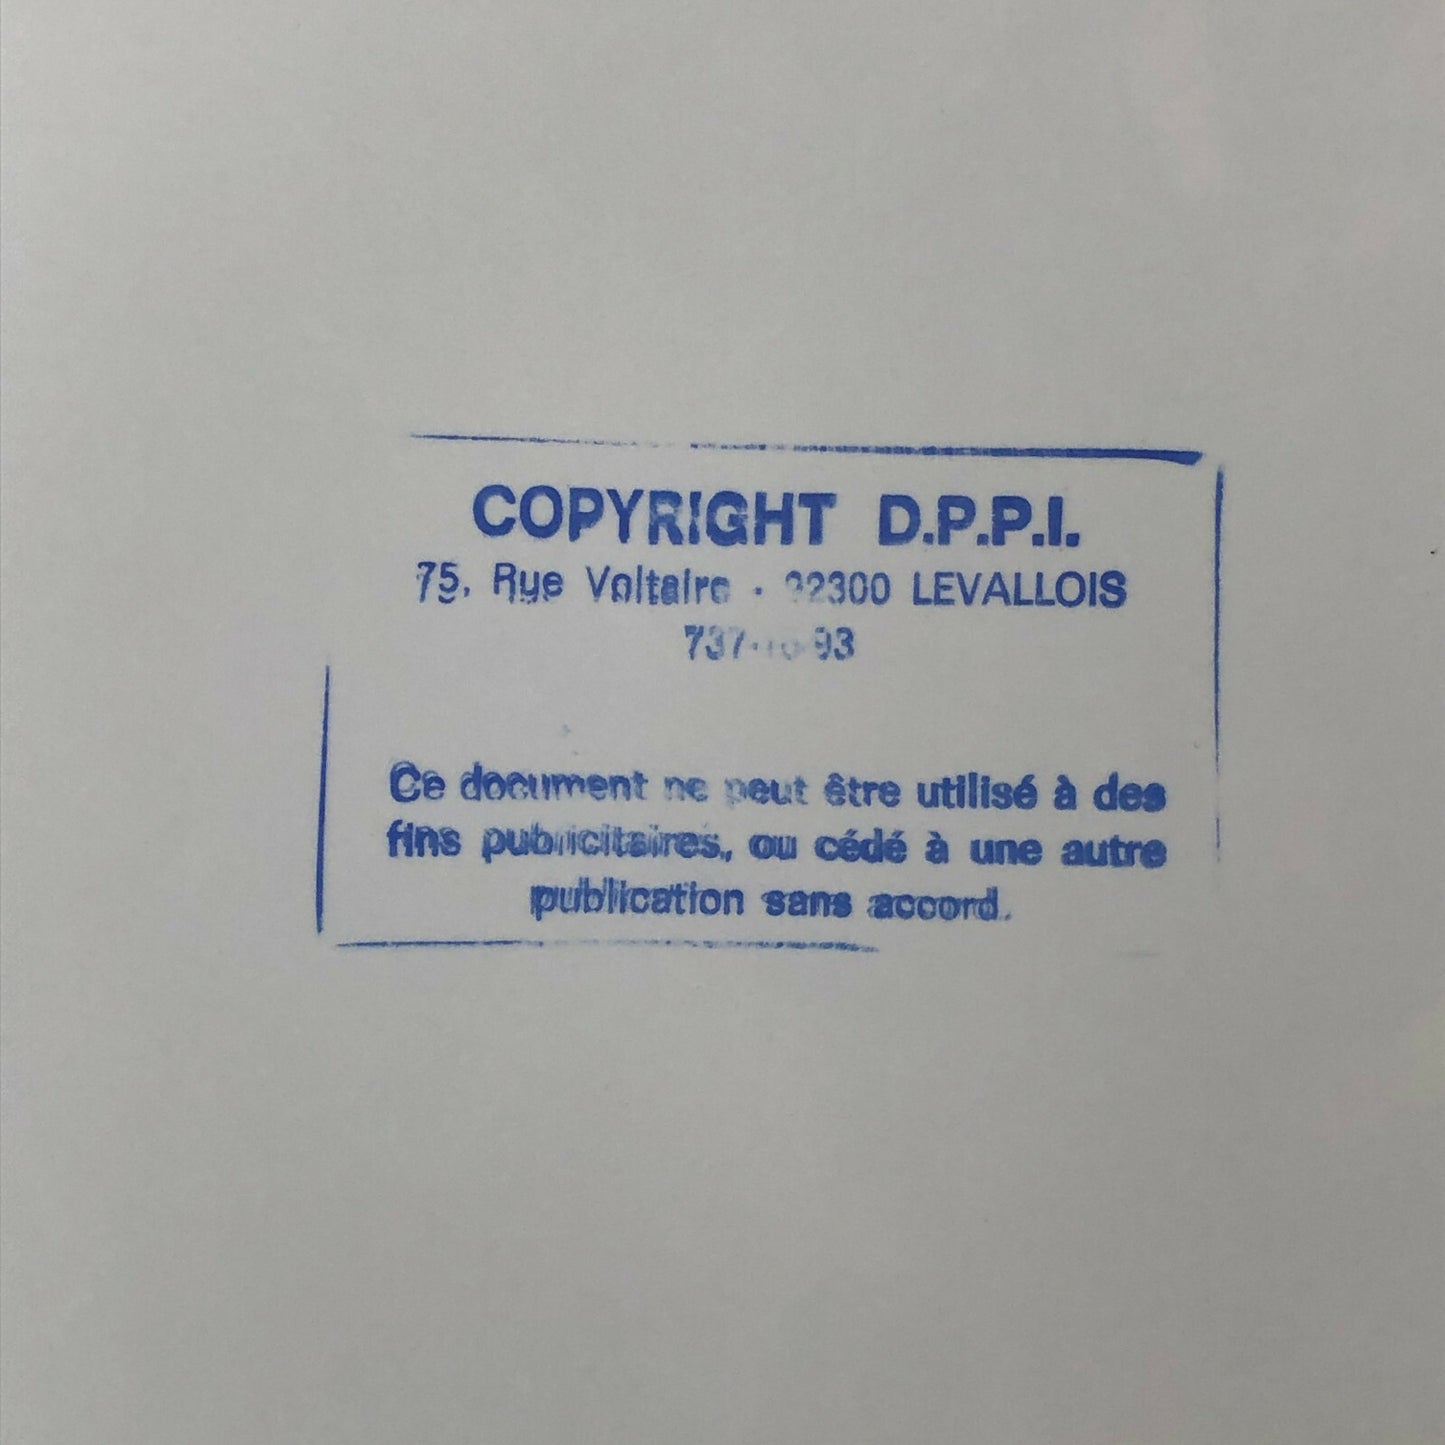 COPYRIGHT D.P.P.I.
75, Rue Voltaire - 92300 LEVALLOIS
Ce document ne peut être utilisé à des
fins publicitaires, ou cédé à une autre
publication sans accord.